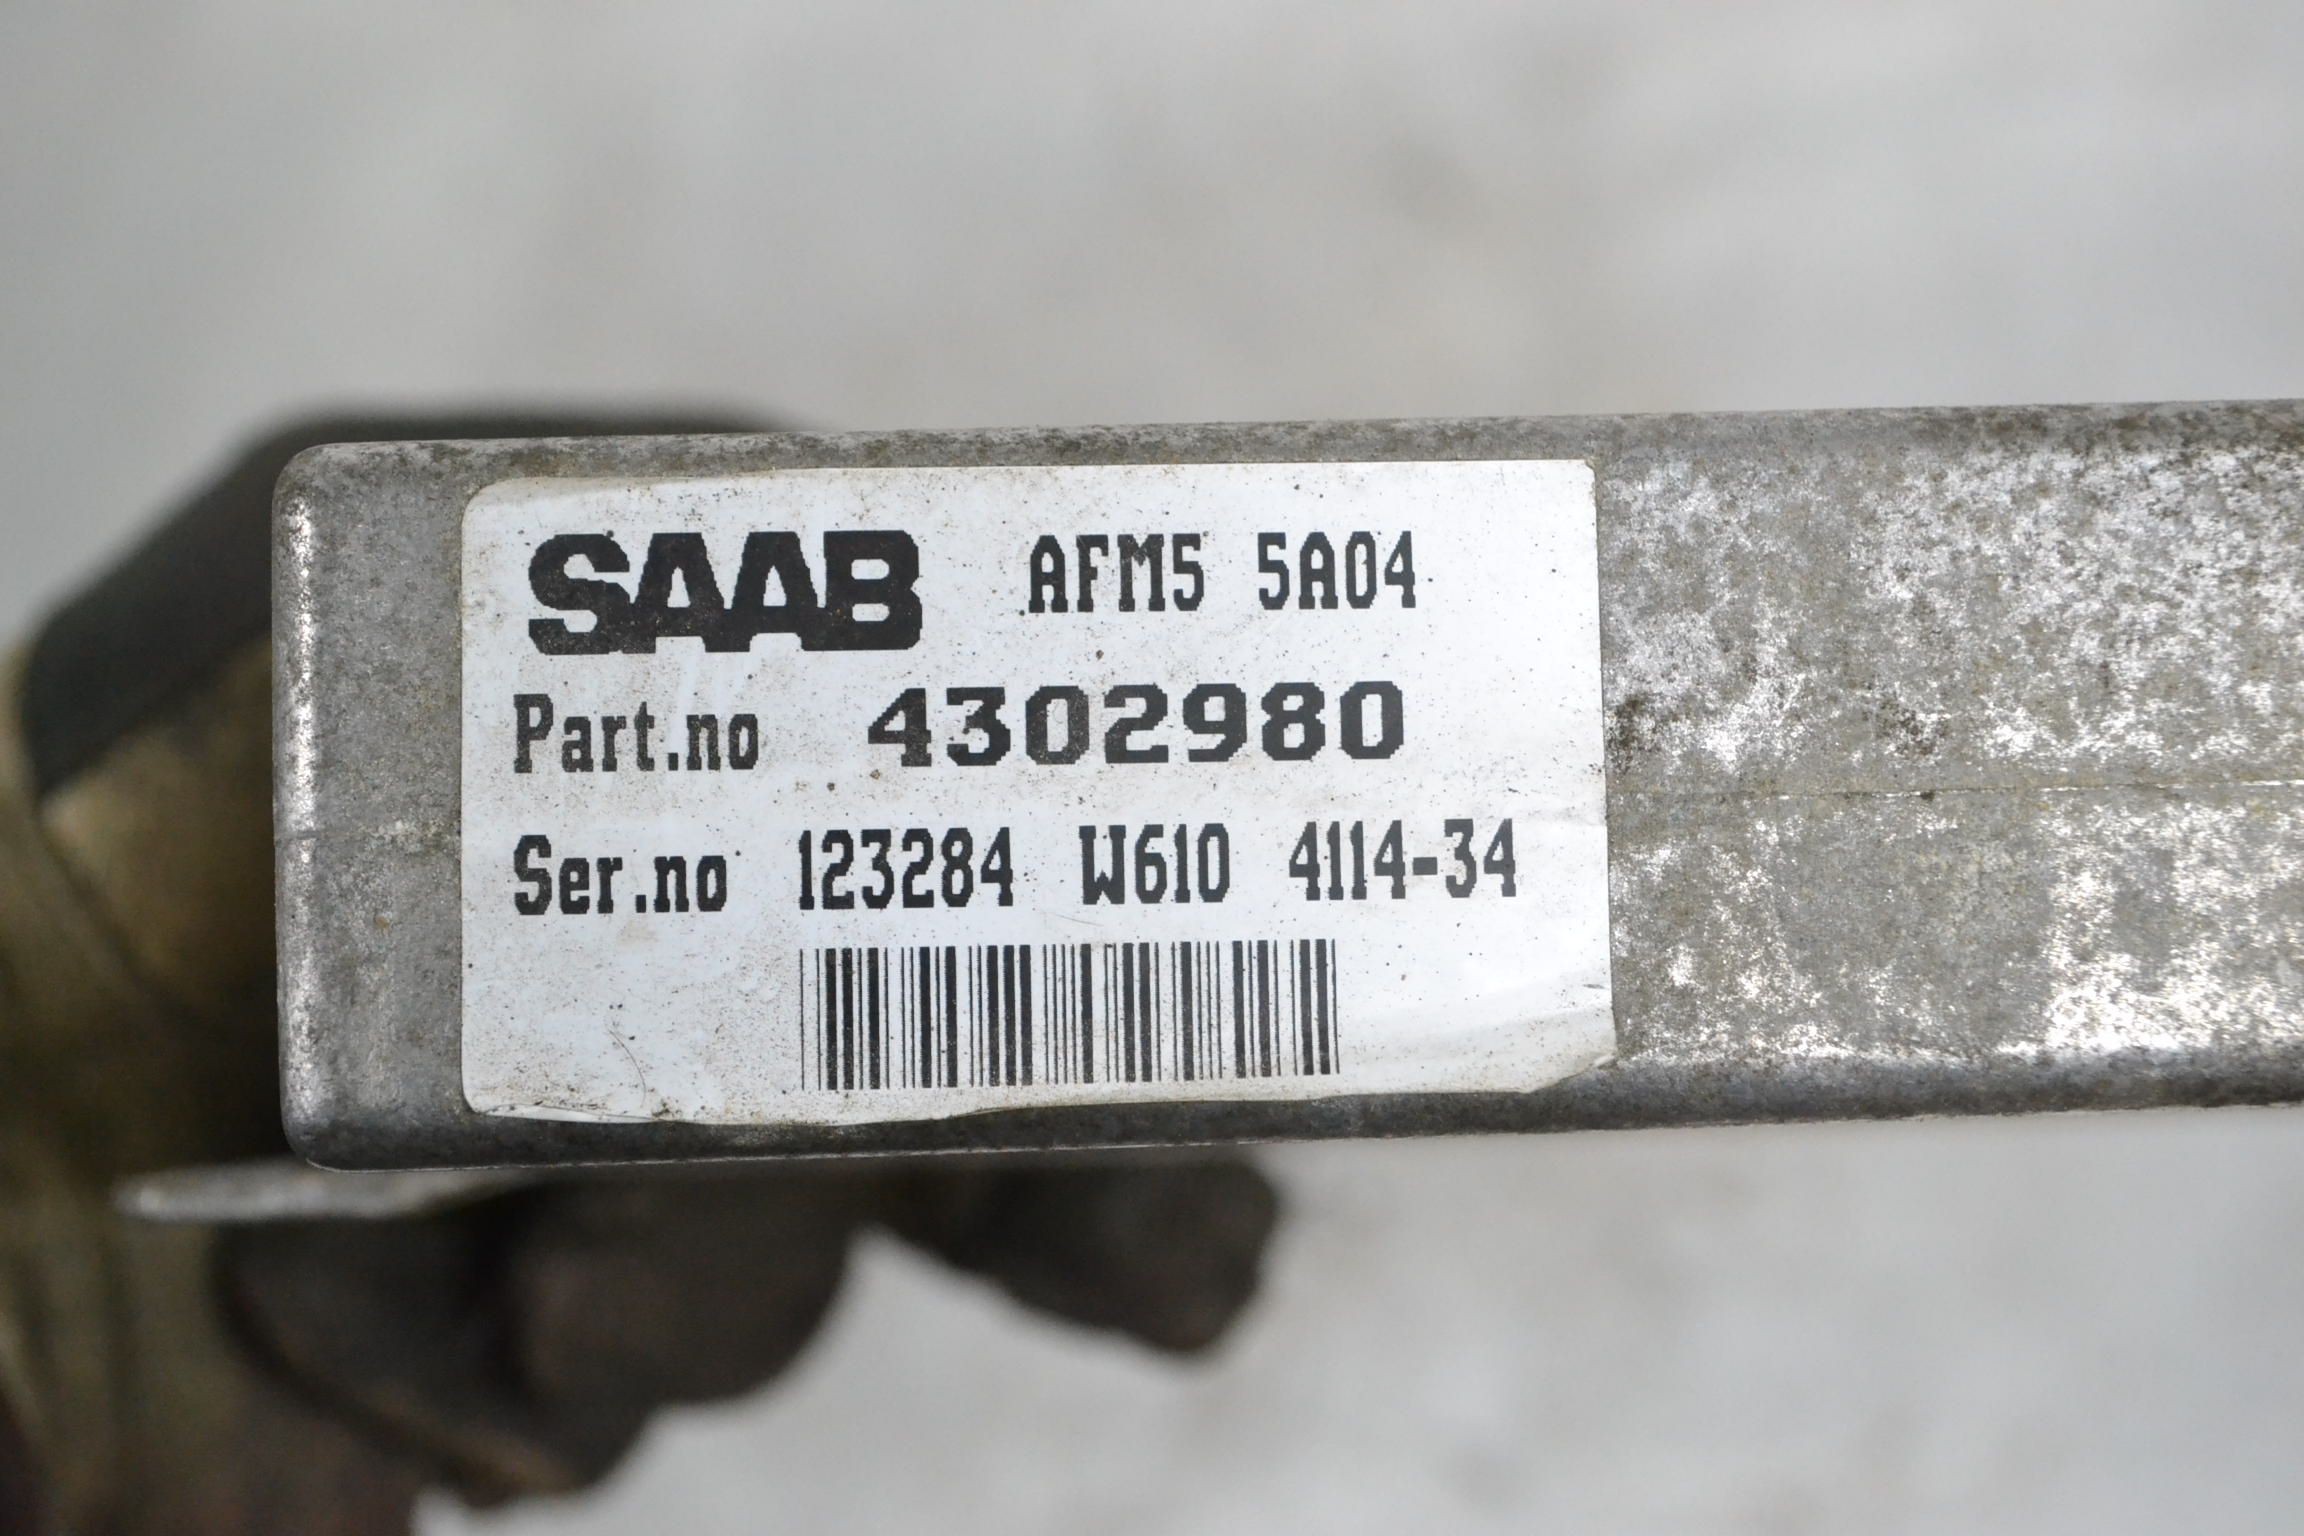 SAAB AFM5 5A04
Part.no 4302980
Ser.no 123284 W610 4114-34